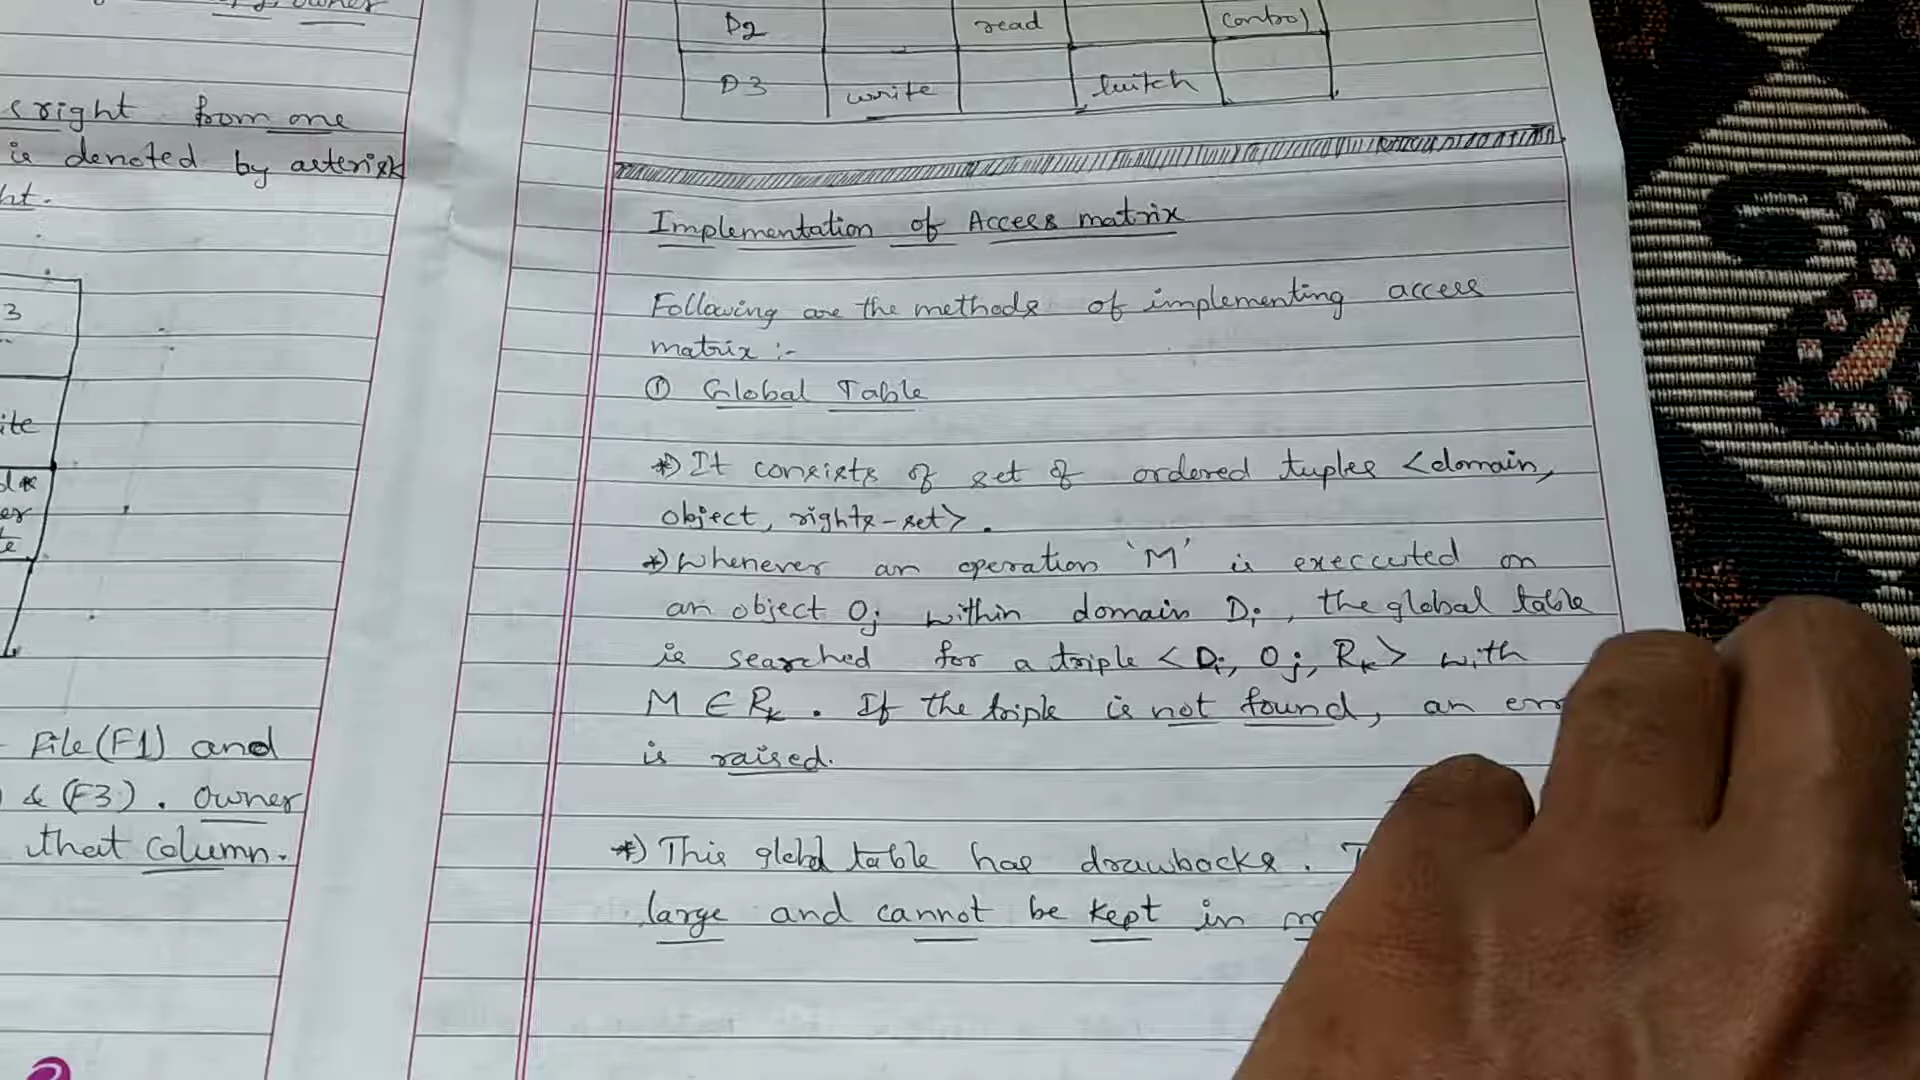 owner
right from one
is denoted by asterisk
3
File (F1) and
& (F3). Owner
that column.
D2 read control
D3 write switch
Implementation of Access matrix
Following are the methods of implementing access
matrix :-
① Global Table
*) It consists of set of ordered tuples <domain,
object, rights-set>.
*) Whenever an operation 'M' is executed on
an object Oj within domain Di, the global table
is searched for a triple <Di, Oj, Rk> with
M ∈ Rk. If the triple is not found, an
is raised.
*) This global table has drawbacks.
large and cannot be kept in